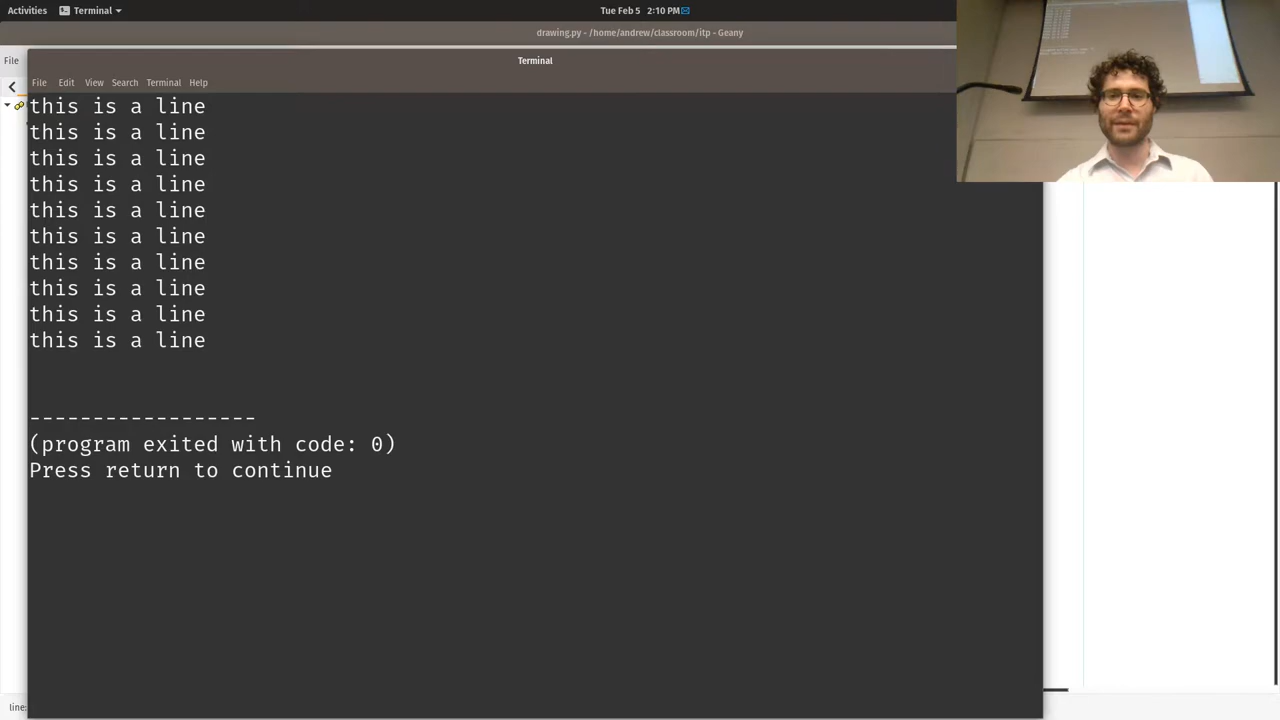 Activities Terminal Tue Feb 5 2:10 PM
drawing.py - /home/andrew/classroom/itp - Geany
File
Terminal
File Edit View Search Terminal Help
this is a line
this is a line
this is a line
this is a line
this is a line
this is a line
this is a line
this is a line
this is a line
this is a line
------------------
(program exited with code: 0)
Press return to continue
line: